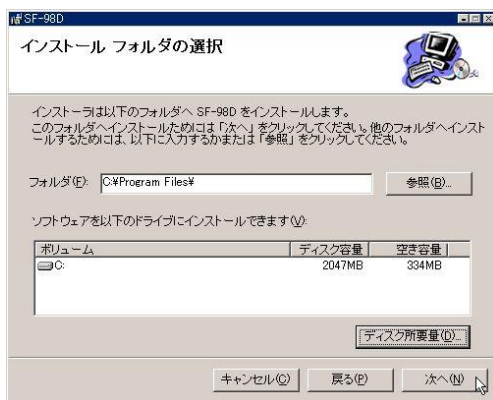 SF-98D
インストール フォルダの選択
インストーラは以下のフォルダへ SF-98D をインストールします。
このフォルダへインストールためには「次へ」をクリックしてください。他のフォルダへインスト
ールするためには、以下に入力するかまたは「参照」をクリックしてください。
フォルダ(F): C:¥Program Files¥ 参照(B)...
ソフトウェアを以下のドライブにインストールできます(V):
ボリューム ディスク容量 空き容量
C: 2047MB 334MB
ディスク所要量(D)...
キャンセル(C) 戻る(P) 次へ(N)